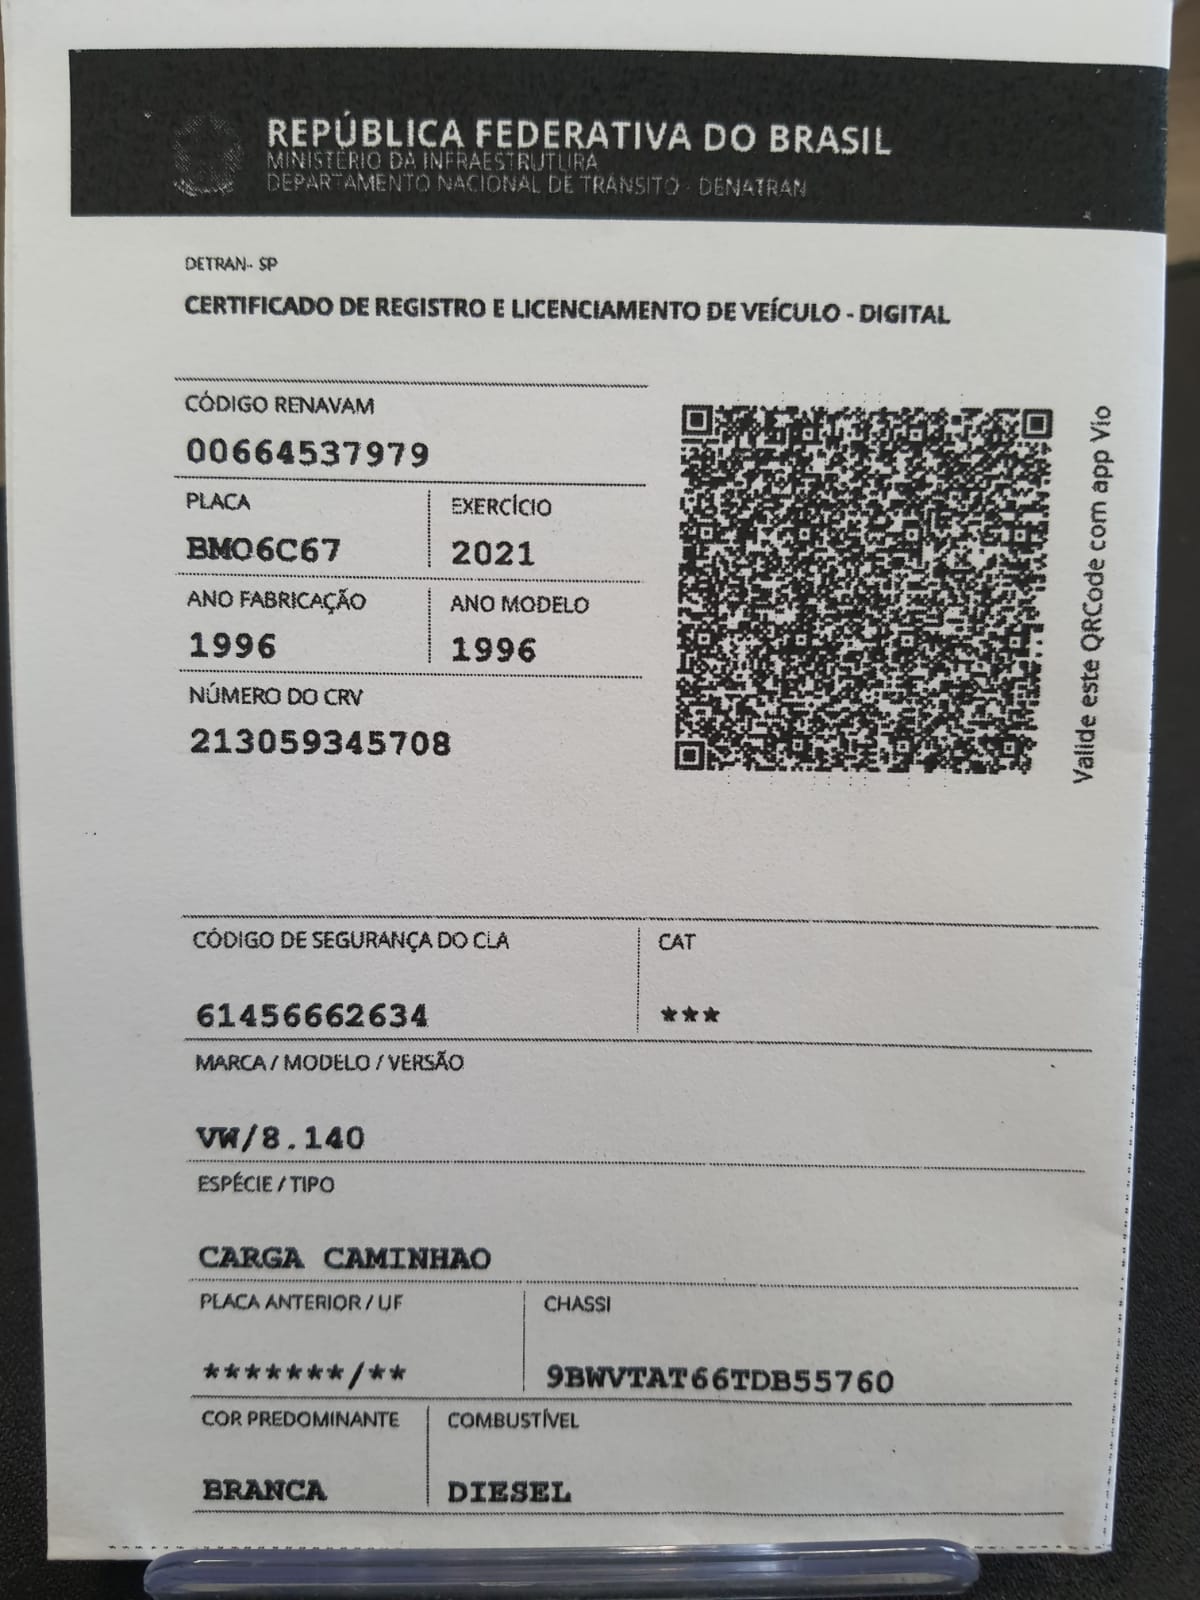 REPÚBLICA FEDERATIVA DO BRASIL
MINISTÉRIO DA INFRAESTRUTURA
DEPARTAMENTO NACIONAL DE TRÂNSITO - DENATRAN
DETRAN- SP
CERTIFICADO DE REGISTRO E LICENCIAMENTO DE VEÍCULO - DIGITAL
CÓDIGO RENAVAM
00664537979
PLACA EXERCÍCIO
BMO6C67 2021
ANO FABRICAÇÃO ANO MODELO
1996 1996
NÚMERO DO CRV
213059345708
Valide este QRCode com app Vio
CÓDIGO DE SEGURANÇA DO CLA CAT
61456662634 ***
MARCA / MODELO / VERSÃO
VW/8.140
ESPÉCIE / TIPO
CARGA CAMINHAO
PLACA ANTERIOR / UF CHASSI
*******/** 9BWVTAT66TDB55760
COR PREDOMINANTE COMBUSTÍVEL
BRANCA DIESEL